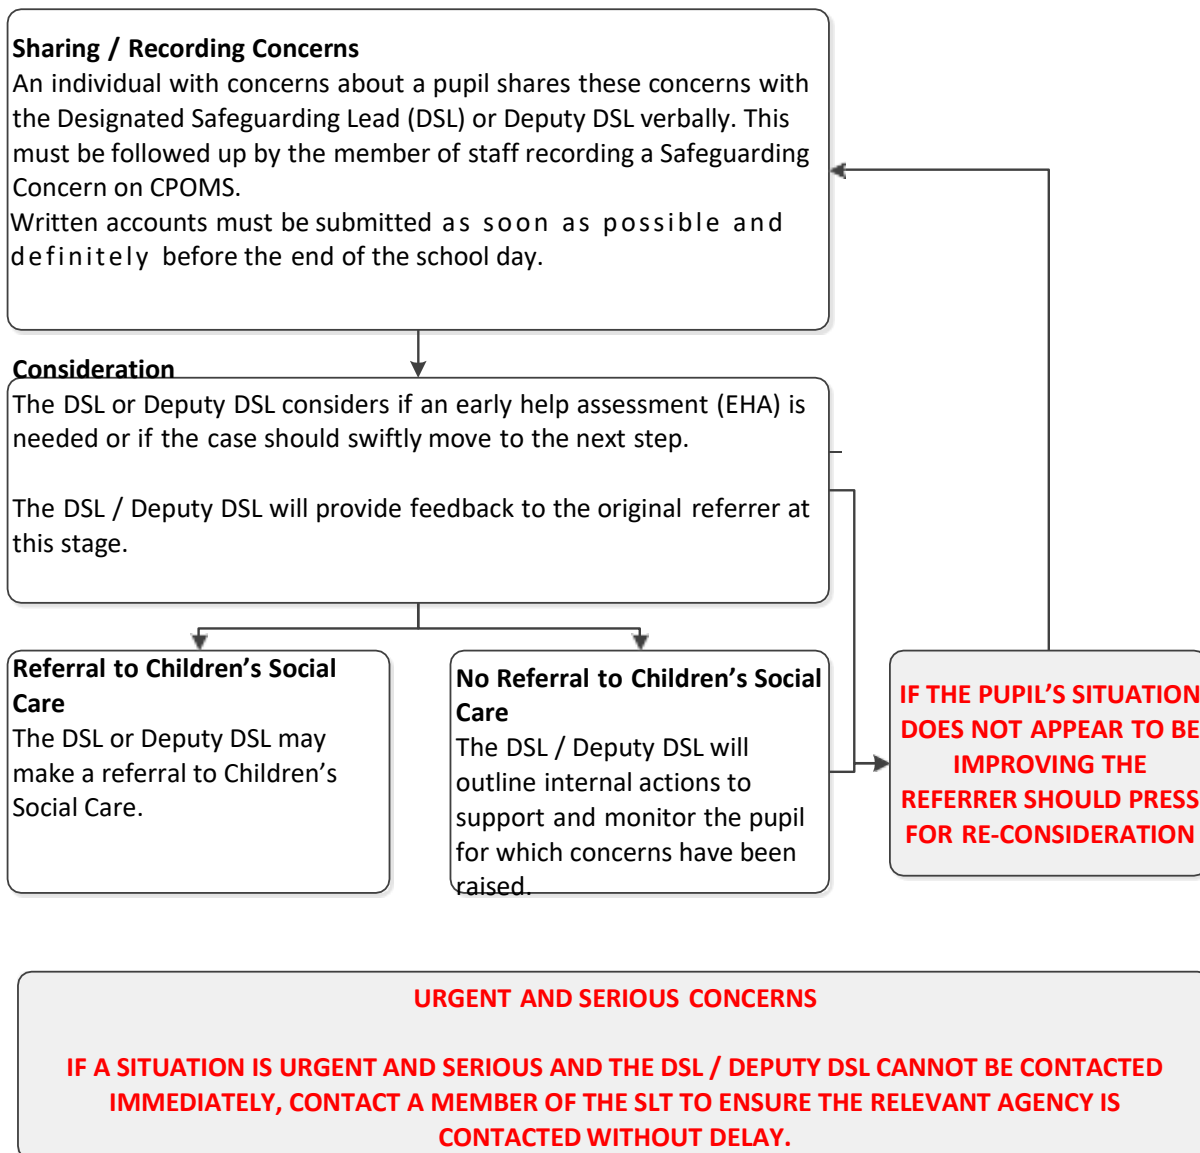 Sharing / Recording Concerns
An individual with concerns about a pupil shares these concerns with
the Designated Safeguarding Lead (DSL) or Deputy DSL verbally. This
must be followed up by the member of staff recording a Safeguarding
Concern on CPOMS.
Written accounts must be submitted as soon as possible and
definitely before the end of the school day.
Consideration
The DSL or Deputy DSL considers if an early help assessment (EHA) is
needed or if the case should swiftly move to the next step.
The DSL / Deputy DSL will provide feedback to the original referrer at
this stage.
Referral to Children’s Social
Care
The DSL or Deputy DSL may
make a referral to Children’s
Social Care.
No Referral to Children’s Social
Care
The DSL / Deputy DSL will
outline internal actions to
support and monitor the pupil
for which concerns have been
raised.
IF THE PUPIL’S SITUATION
DOES NOT APPEAR TO BE
IMPROVING THE
REFERRER SHOULD PRESS
FOR RE-CONSIDERATION
URGENT AND SERIOUS CONCERNS
IF A SITUATION IS URGENT AND SERIOUS AND THE DSL / DEPUTY DSL CANNOT BE CONTACTED
IMMEDIATELY, CONTACT A MEMBER OF THE SLT TO ENSURE THE RELEVANT AGENCY IS
CONTACTED WITHOUT DELAY.